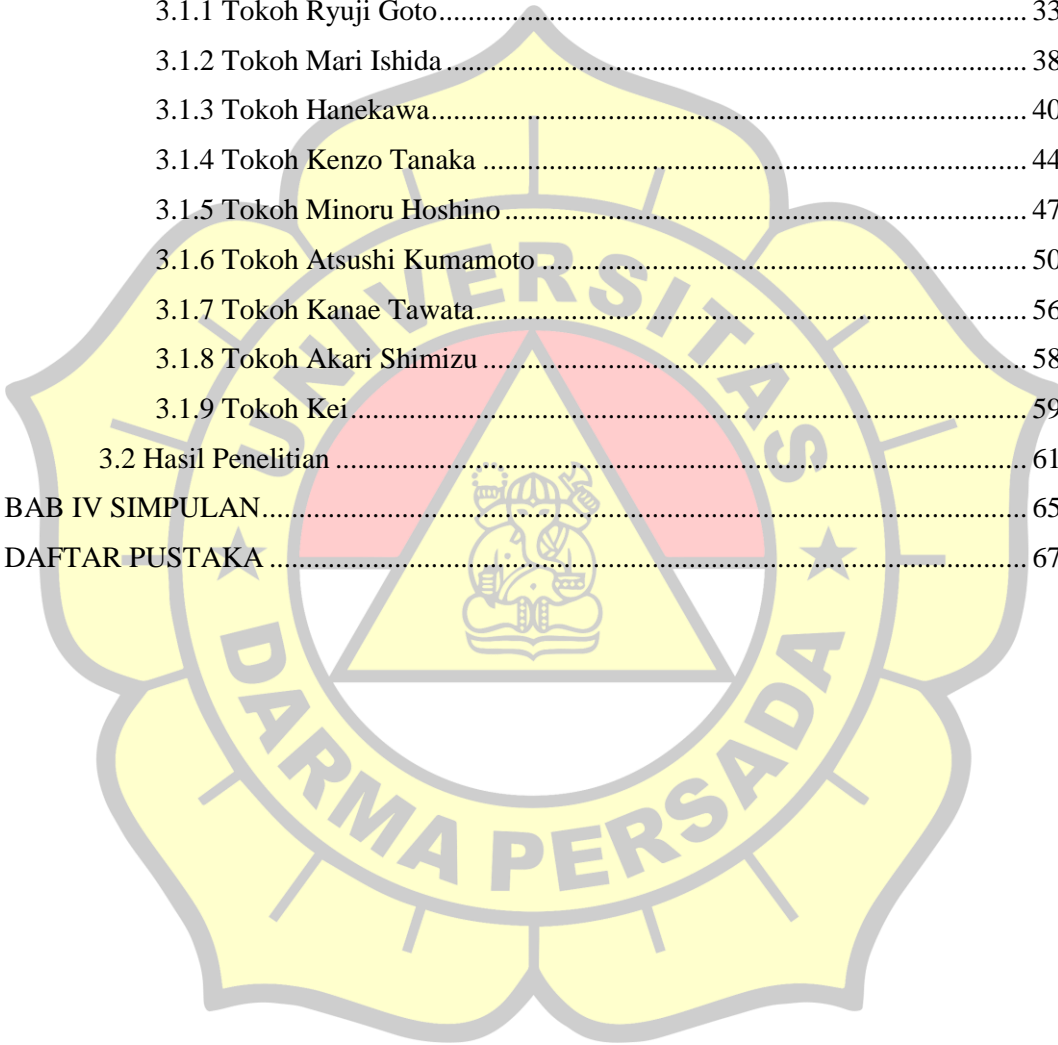 3.1.1 Tokoh Ryuji Goto........................................................................ 33
3.1.2 Tokoh Mari Ishida....................................................................... 38
3.1.3 Tokoh Hanekawa......................................................................... 40
3.1.4 Tokoh Kenzo Tanaka.................................................................. 44
3.1.5 Tokoh Minoru Hoshino............................................................... 47
3.1.6 Tokoh Atsushi Kumamoto.......................................................... 50
3.1.7 Tokoh Kanae Tawata................................................................... 56
3.1.8 Tokoh Akari Shimizu.................................................................. 58
3.1.9 Tokoh Kei.................................................................................... 59
3.2 Hasil Penelitian.................................................................................... 61
BAB IV SIMPULAN..................................................................................... 65
DAFTAR PUSTAKA.................................................................................... 67
UNIVERSITAS
DARMA PERSADA